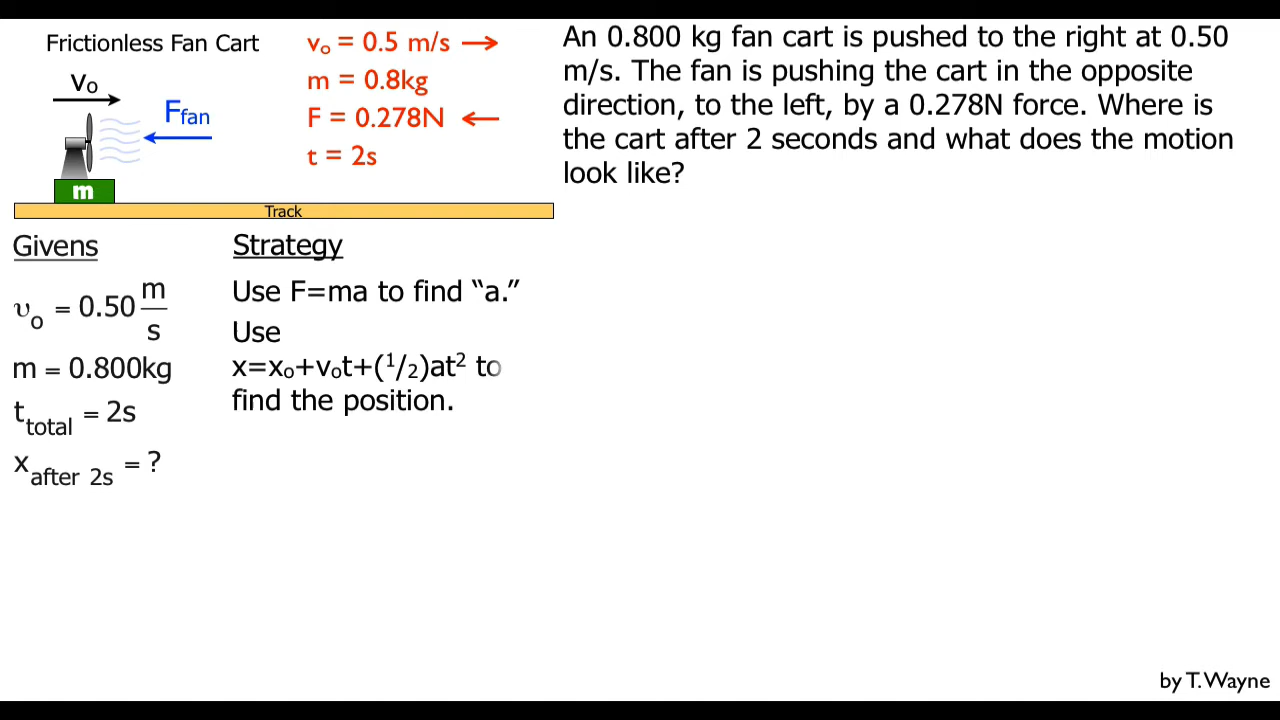 Frictionless Fan Cart
vo = 0.5 m/s →
m = 0.8kg
F = 0.278N ←
t = 2s
vo
Ffan
m
Track
An 0.800 kg fan cart is pushed to the right at 0.50
m/s. The fan is pushing the cart in the opposite
direction, to the left, by a 0.278N force. Where is
the cart after 2 seconds and what does the motion
look like?
Givens
υo = 0.50 m/s
m = 0.800kg
ttotal = 2s
xafter 2s = ?
Strategy
Use F=ma to find “a.”
Use
x=xo+vot+(1/2)at² to
find the position.
by T.Wayne